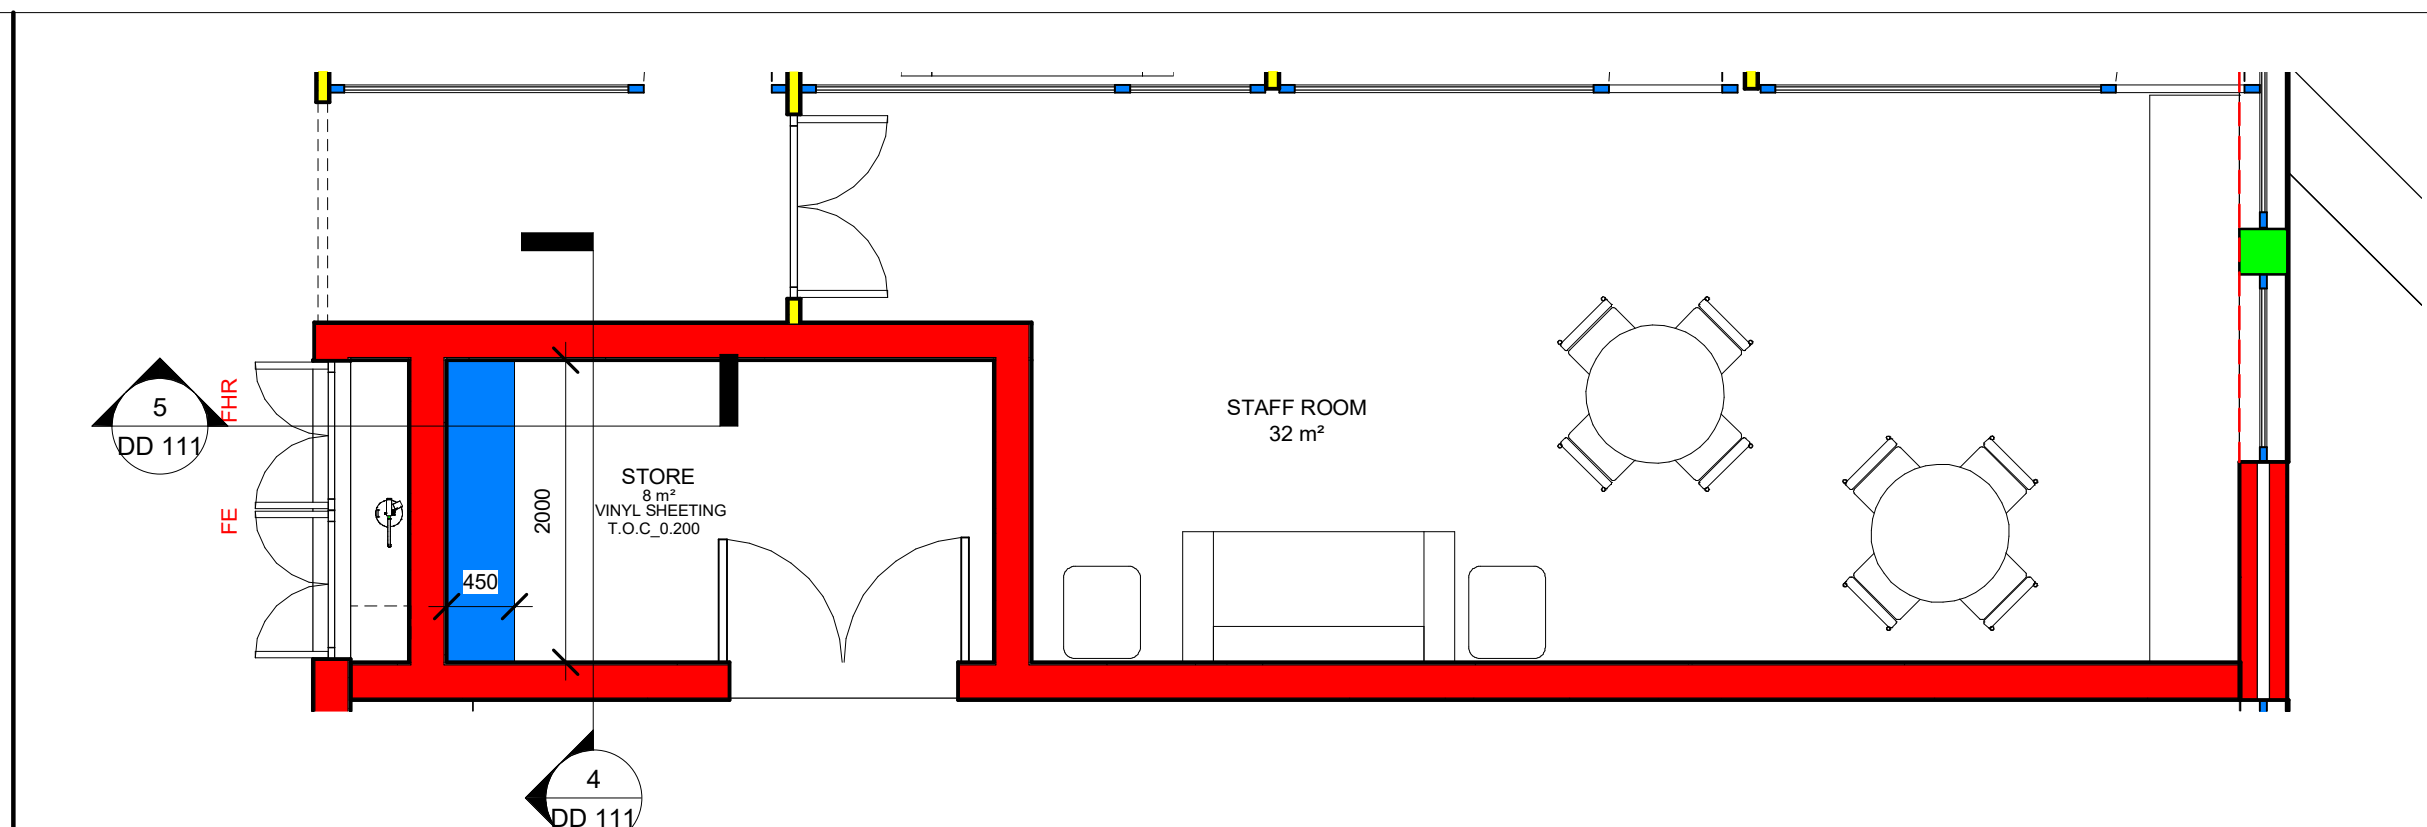 5
DD 111
FHR
FE
450
2000
STORE
8 m²
VINYL SHEETING
T.O.C_0.200
STAFF ROOM
32 m²
4
DD 111